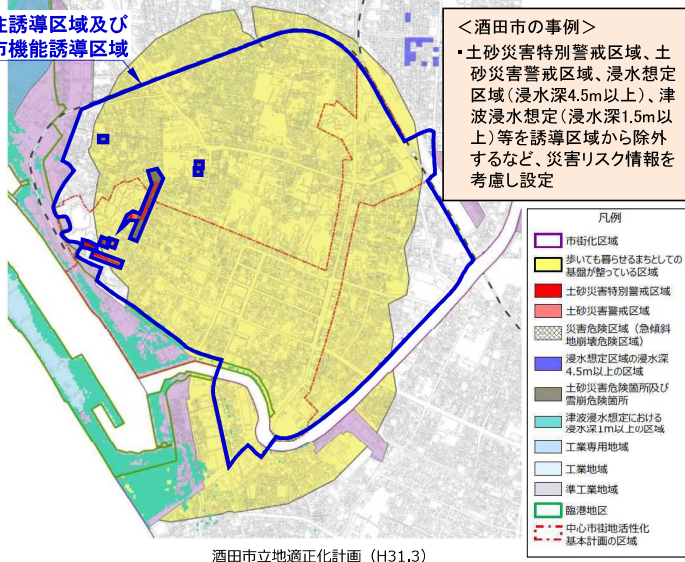 住誘導区域及び
市機能誘導区域
＜酒田市の事例＞
▪土砂災害特別警戒区域、土
砂災害警戒区域、浸水想定
区域（浸水深4.5m以上）、津
波浸水想定（浸水深1.5m以
上）等を誘導区域から除外
するなど、災害リスク情報を
考慮し設定
凡例
市街化区域
歩いても暮らせるまちとしての
基盤が整っている区域
土砂災害特別警戒区域
土砂災害警戒区域
災害危険区域（急傾斜
地崩壊危険区域）
浸水想定区域の浸水深
4.5m以上の区域
土砂災害危険箇所及び
雪崩危険箇所
津波浸水想定における
浸水深1m以上の区域
工業専用地域
工業地域
準工業地域
臨港地区
中心市街地活性化
基本計画の区域
酒田市立地適正化計画（H31.3）